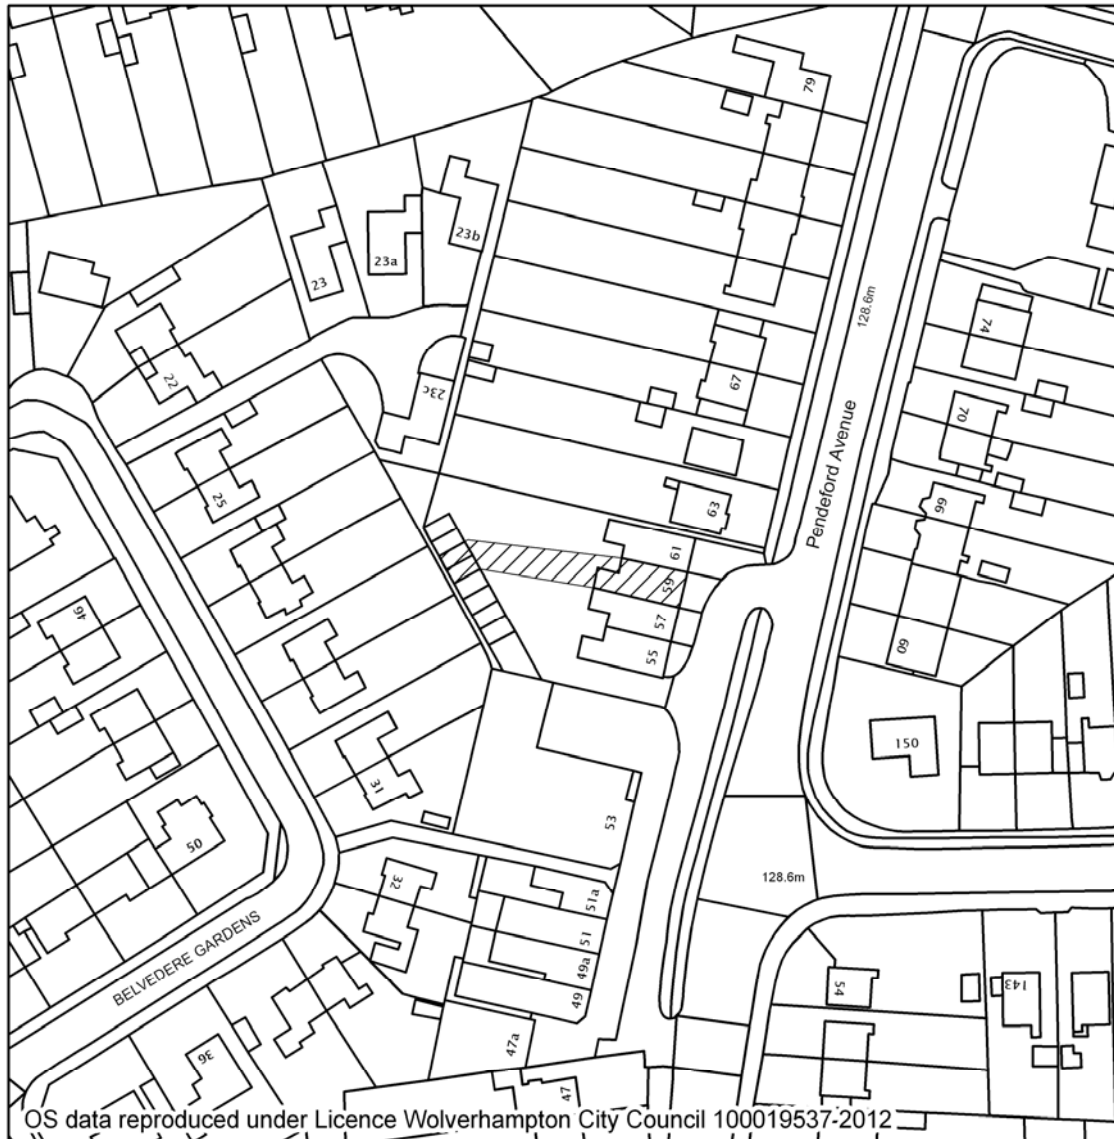 79
23b
23a
23
128.6m
74
22
23c
67
70
Pendeford Avenue
25
63
66
61
59
46
57
60
55
150
31
53
50
128.6m
32
51a
BELVEDERE GARDENS
51
49a
54
143
49
47a
36
47
OS data reproduced under Licence Wolverhampton City Council 100019537-2012